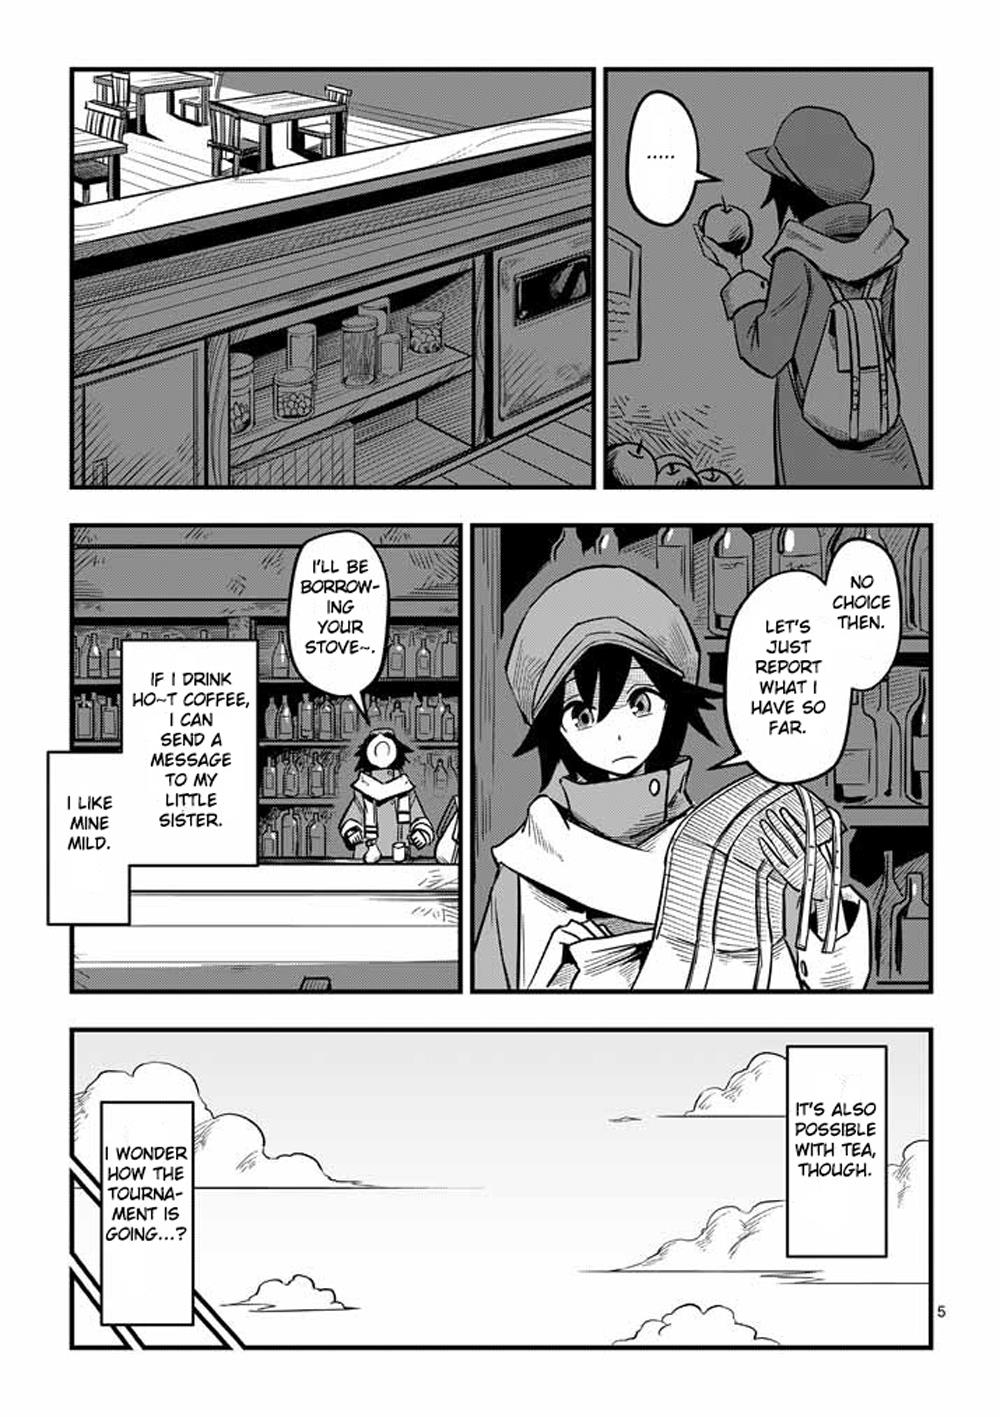 .....
NO
CHOICE
THEN.
LET'S
JUST
REPORT
WHAT I
HAVE SO
FAR.
I'LL BE
BORROW-
ING
YOUR
STOVE~.
IF I DRINK
HO~T COFFEE,
I CAN
SEND A
MESSAGE
TO MY
LITTLE
SISTER.
I LIKE
MINE
MILD.
IT'S ALSO
POSSIBLE
WITH TEA,
THOUGH.
I WONDER
HOW THE
TOURNA-
MENT IS
GOING...?
5